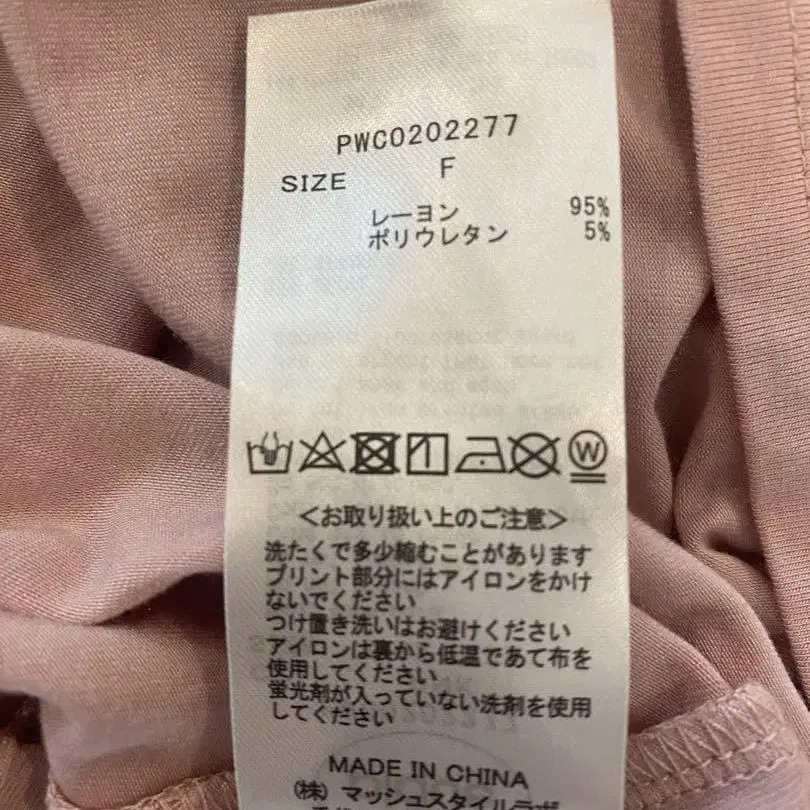 PWCO202277
SIZE F
レーヨン 95%
ポリウレタン 5%
W
<お取り扱い上のご注意>
洗たくで多少縮むことがあります
プリント部分にはアイロンをかけ
ないでください
つけ置き洗いはお避けください
アイロンは裏から低温であて布を
使用してください
蛍光剤が入っていない洗剤を使用
してください
MADE IN CHINA
(株)マッシュスタイルラボ